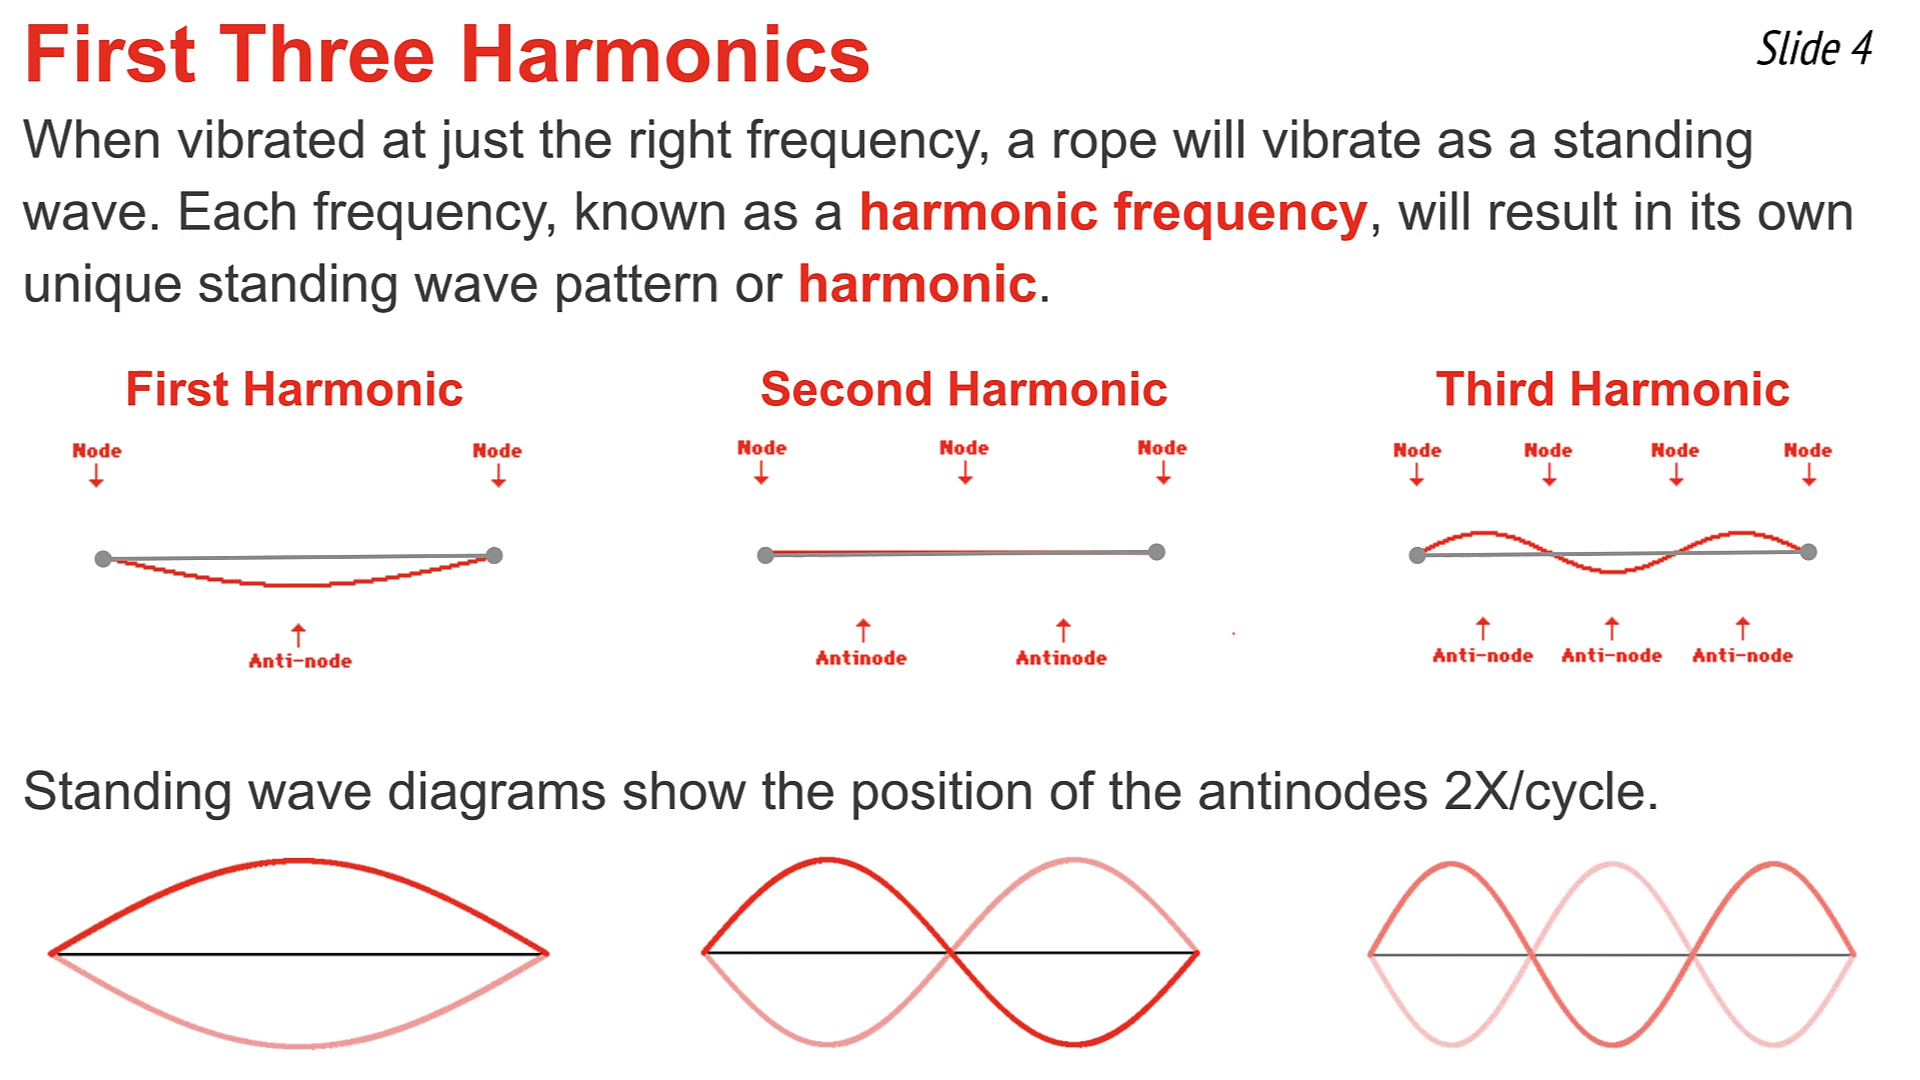 First Three Harmonics
Slide 4
When vibrated at just the right frequency, a rope will vibrate as a standing
wave. Each frequency, known as a harmonic frequency, will result in its own
unique standing wave pattern or harmonic.
First Harmonic
Second Harmonic
Third Harmonic
Node Node
Node Node Node
Node Node Node Node
Anti-node
Antinode Antinode
Anti-node Anti-node Anti-node
Standing wave diagrams show the position of the antinodes 2X/cycle.